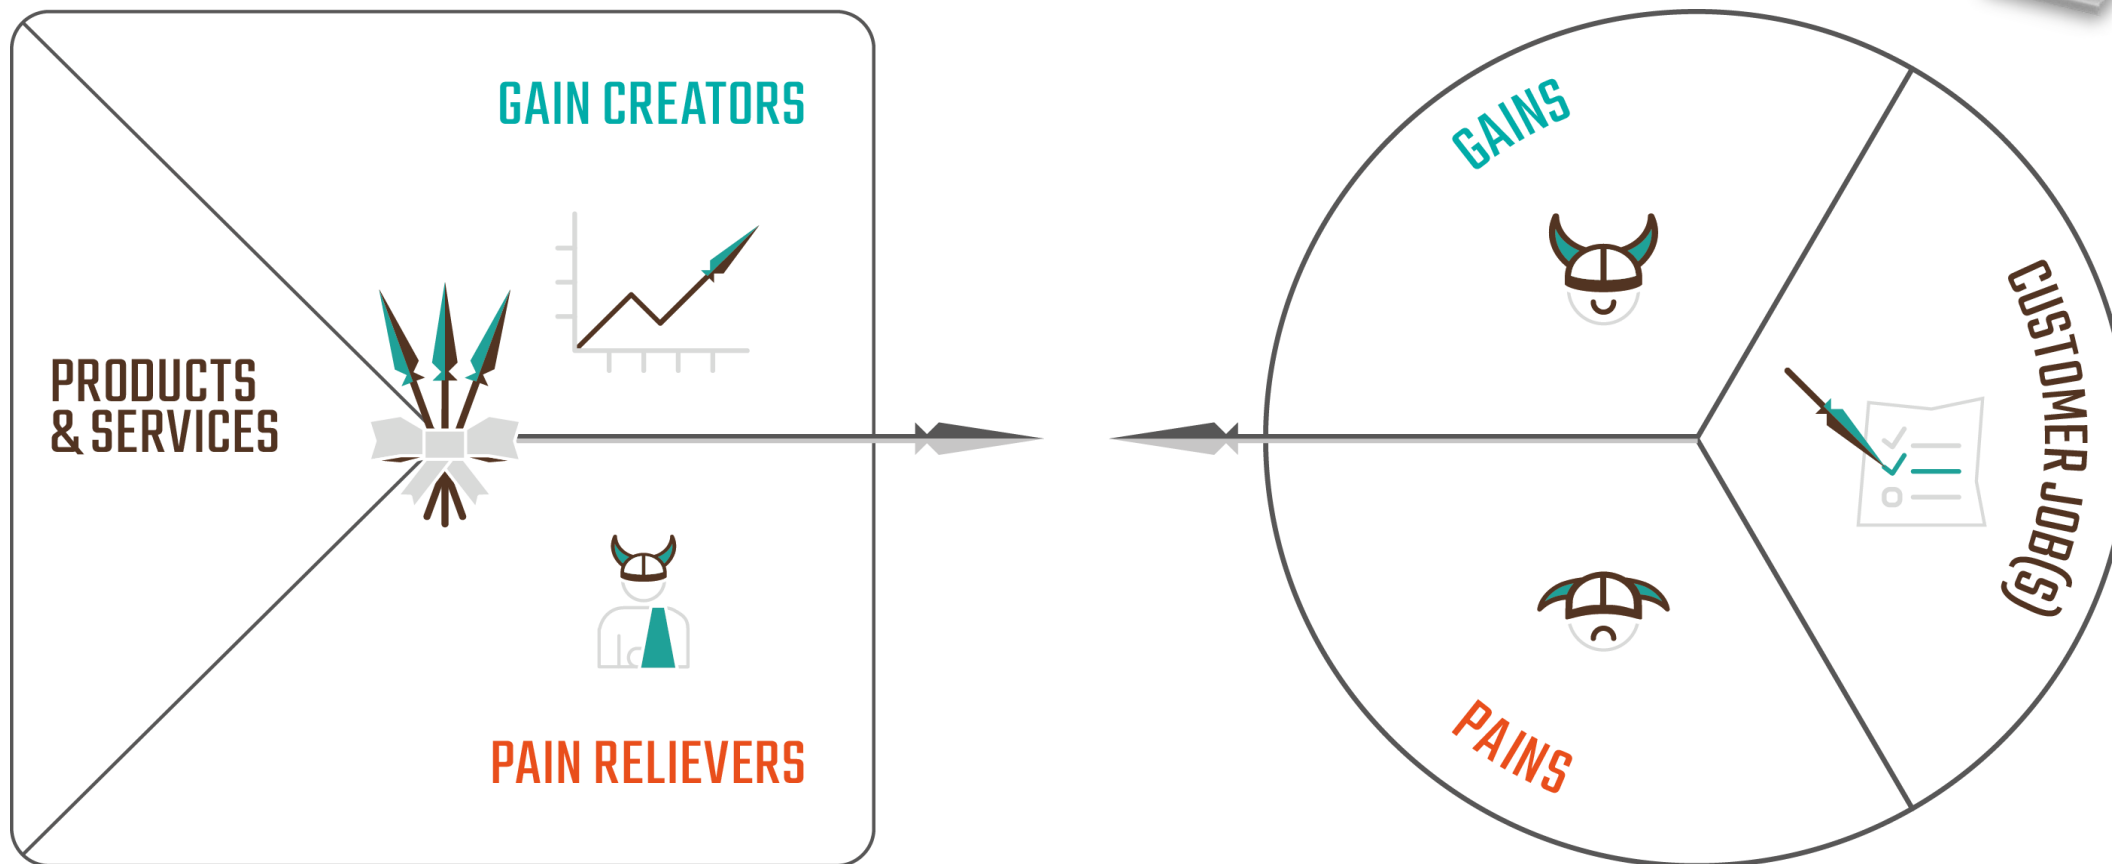 GAIN CREATORS
PRODUCTS
& SERVICES
PAIN RELIEVERS
GAINS
CUSTOMER JOB(S)
PAINS